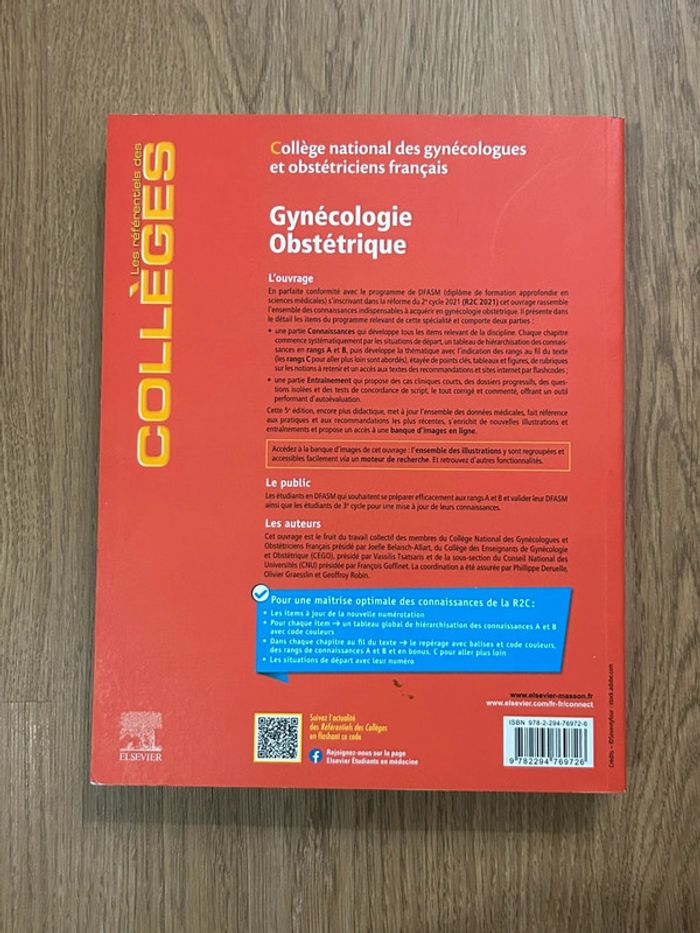 Les référentiels des
COLLÈGES
Collège national des gynécologues
et obstétriciens français
Gynécologie
Obstétrique
L'ouvrage
En parfaite conformité avec le programme de DFASM (diplôme de formation approfondie en
sciences médicales) s'inscrivant dans la réforme du 2e cycle 2021 (R2C 2021) cet ouvrage rassemble
l'ensemble des connaissances indispensables à acquérir en gynécologie obstétrique. Il présente dans
le détail les items du programme relevant de cette spécialité et comporte deux parties :
• une partie Connaissances qui développe tous les items relevant de la discipline. Chaque chapitre
commence systématiquement par les situations de départ, un tableau de hiérarchisation des connais-
sances en rangs A et B, puis développe la thématique avec l'indication des rangs au fil du texte
(les rangs C pour aller plus loin sont abordés), étayée de points clés, tableaux et figures, de rubriques
sur les notions à retenir et un accès aux textes des recommandations et sites internet par flashcodes ;
• une partie Entraînement qui propose des cas cliniques courts, des dossiers progressifs, des ques-
tions isolées et des tests de concordance de script, le tout corrigé et commenté, offrant un outil
performant d'autoévaluation.
Cette 5e édition, encore plus didactique, met à jour l'ensemble des données médicales, fait référence
aux pratiques et aux recommandations les plus récentes, s'enrichit de nouvelles illustrations et
entraînements et propose un accès à une banque d'images en ligne.
Accédez à la banque d'images de cet ouvrage : l'ensemble des illustrations y sont regroupées et
accessibles facilement via un moteur de recherche. Et retrouvez d'autres fonctionnalités.
Le public
Les étudiants en DFASM qui souhaitent se préparer efficacement aux rangs A et B et valider leur DFASM
ainsi que les étudiants de 3e cycle pour une mise à jour de leurs connaissances.
Les auteurs
Cet ouvrage est le fruit du travail collectif des membres du Collège National des Gynécologues et
Obstétriciens Français présidé par Joelle Belaisch-Allart, du Collège des Enseignants de Gynécologie
et Obstétrique (CEGO), présidé par Vassilis Tsatsaris et de la sous-section du Conseil National des
Universités (CNU) présidée par François Goffinet. La coordination a été assurée par Phillippe Deruelle,
Olivier Graesslin et Geoffroy Robin.
Pour une maîtrise optimale des connaissances de la R2C :
• Les items à jour de la nouvelle numérotation
• Pour chaque item → un tableau global de hiérarchisation des connaissances A et B
avec code couleurs
• Dans chaque chapitre au fil du texte → le repérage avec balises et code couleurs,
des rangs de connaissances A et B et en bonus, C pour aller plus loin
• Les situations de départ avec leur numéro
www.elsevier-masson.fr
www.elsevier.com/fr-fr/connect
ELSEVIER
Suivez l'actualité
des Référentiels des Collèges
en flashant ce code
Rejoignez-nous sur la page
Elsevier Étudiants en médecine
ISBN 978-2-294-76972-6
9 782294 769726